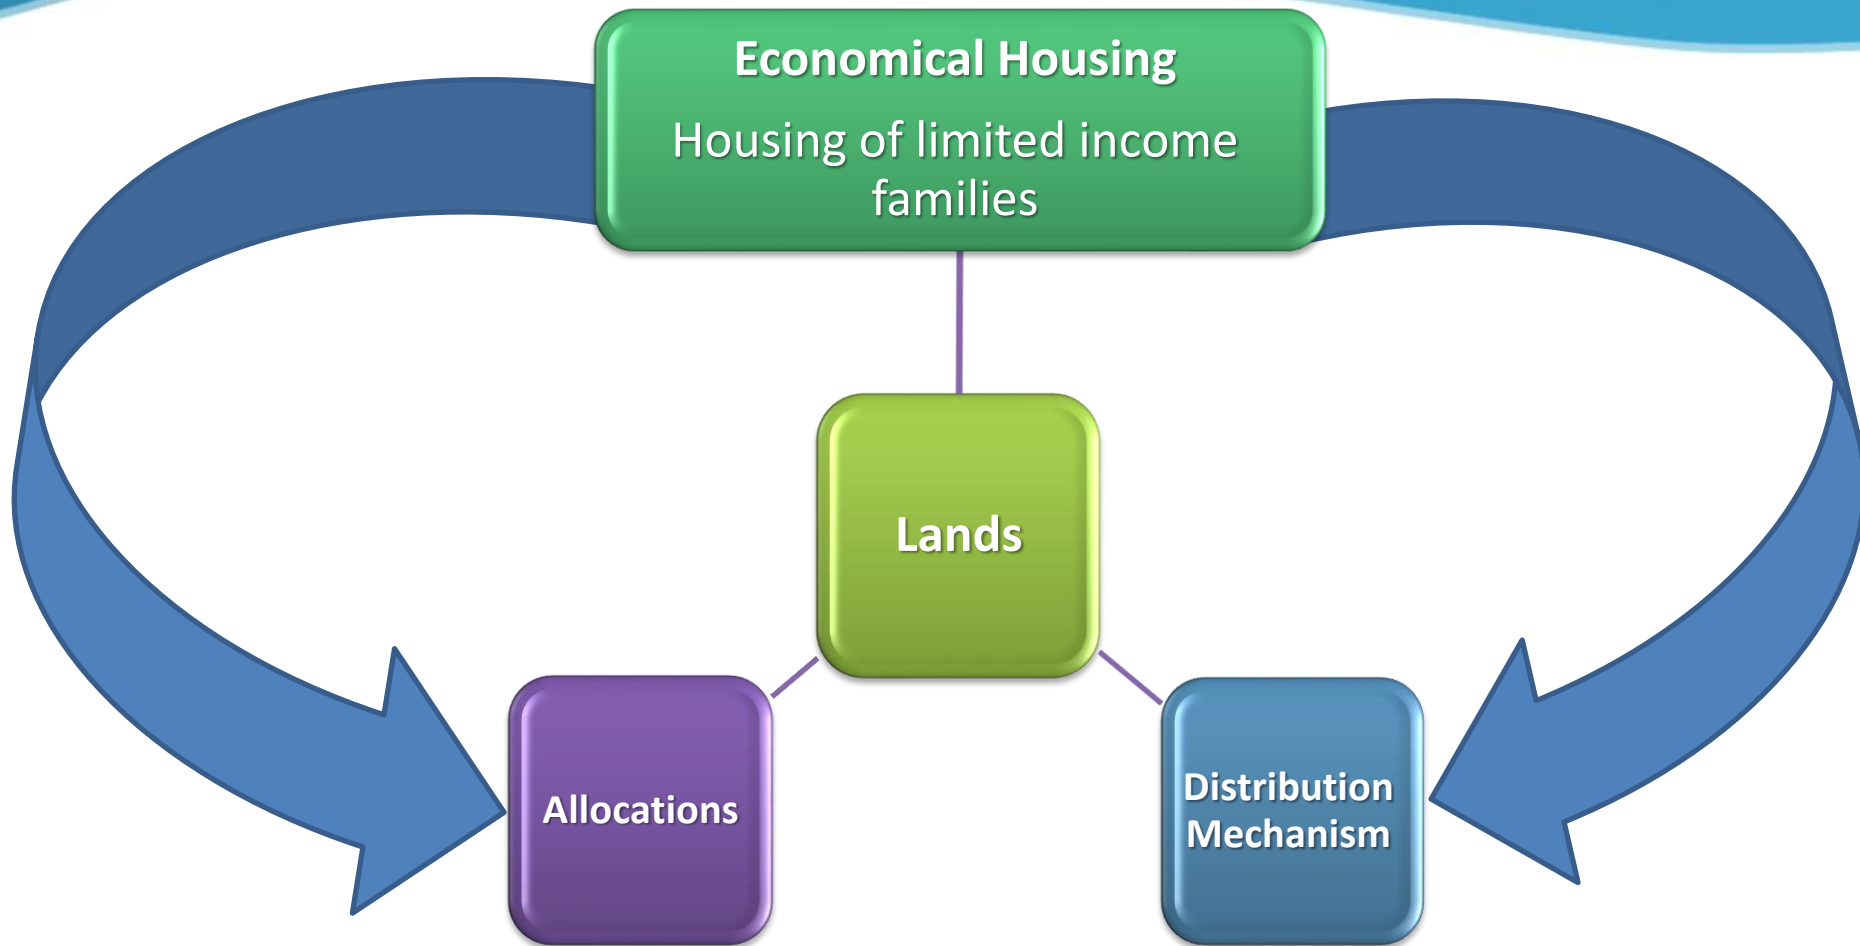 Economical Housing
Housing of limited income
families
Lands
Allocations
Distribution
Mechanism